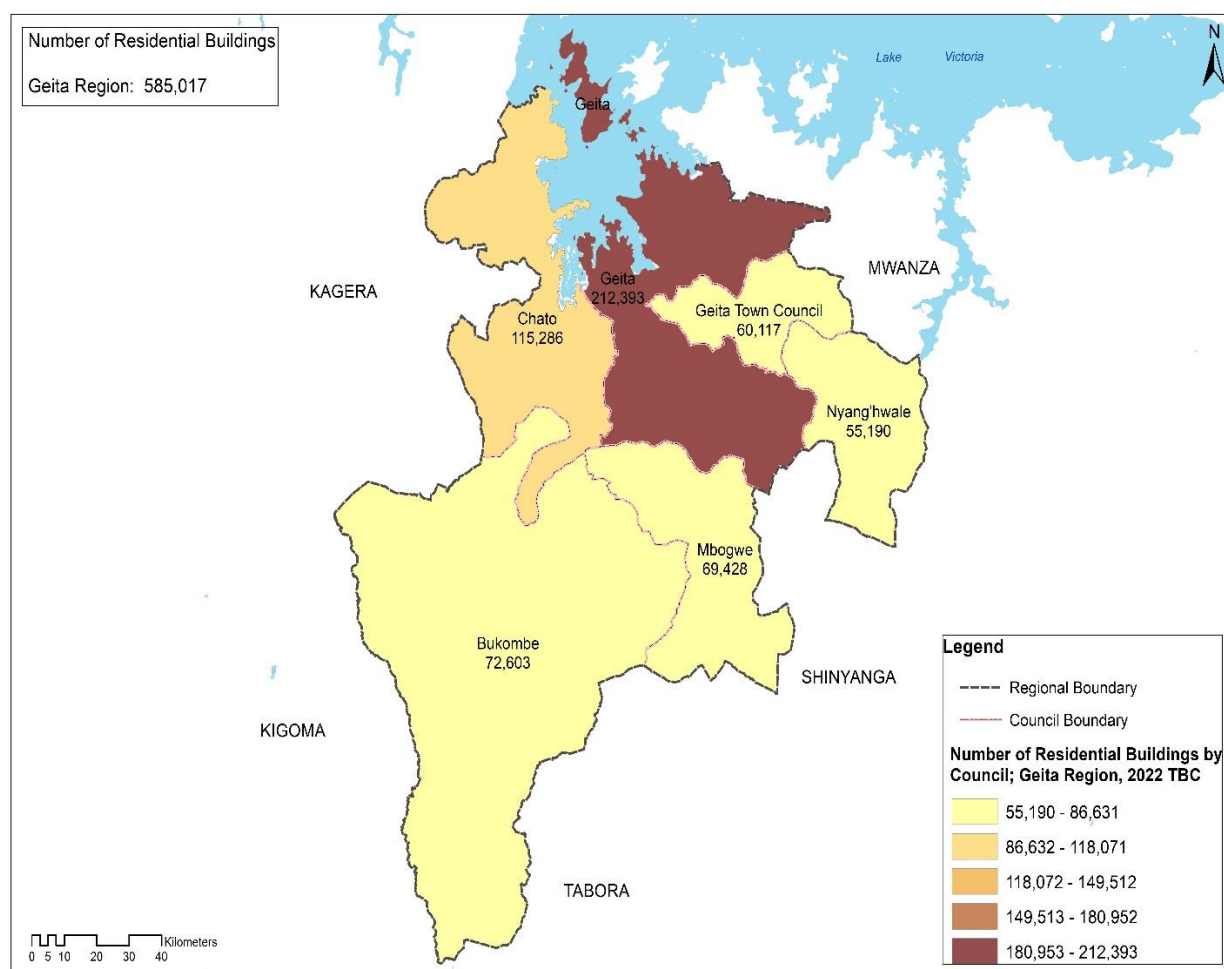 Number of Residential Buildings
Geita Region: 585,017
N
Lake Victoria
Geita
KAGERA
MWANZA
Geita
212,393
Geita Town Council
60,117
Chato
115,286
Nyang'hwale
55,190
Mbogwe
69,428
Bukombe
72,603
SHINYANGA
KIGOMA
TABORA
Legend
Regional Boundary
Council Boundary
Number of Residential Buildings by
Council; Geita Region, 2022 TBC
55,190 - 86,631
86,632 - 118,071
118,072 - 149,512
149,513 - 180,952
180,953 - 212,393
Kilometers
0 5 10 20 30 40